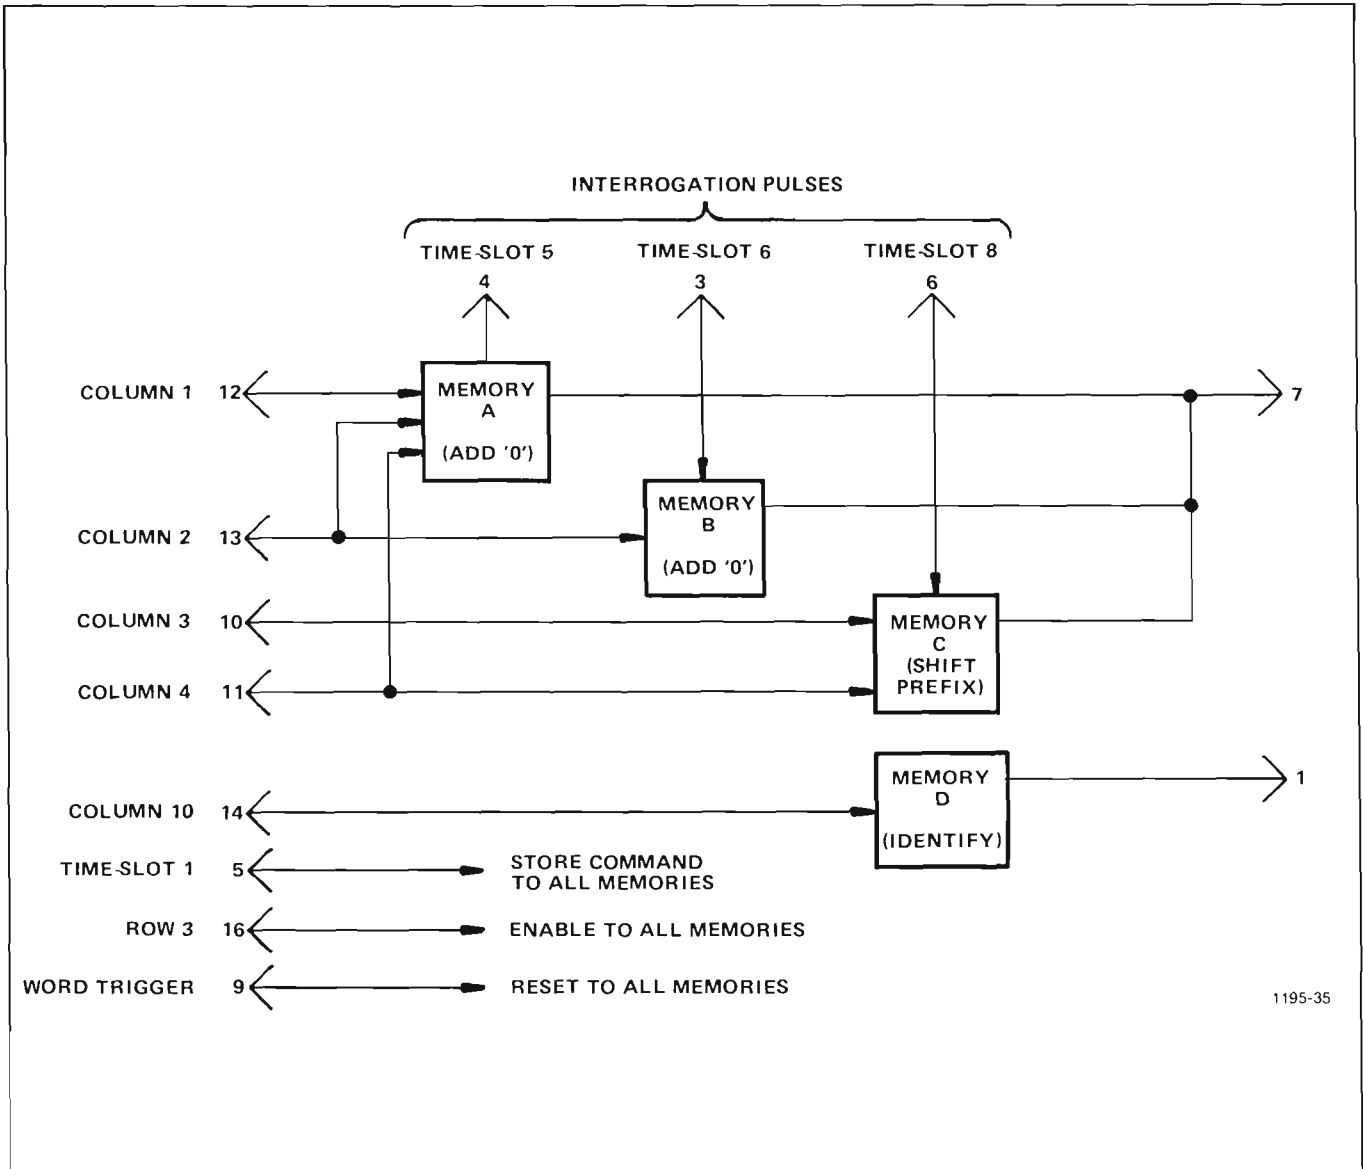 INTERROGATION PULSES
TIME-SLOT 5 TIME-SLOT 6 TIME-SLOT 8
4 3 6
COLUMN 1 12
MEMORY
A
(ADD '0')
7
COLUMN 2 13
MEMORY
B
(ADD '0')
COLUMN 3 10
COLUMN 4 11
MEMORY
C
(SHIFT
PREFIX)
COLUMN 10 14
MEMORY
D
(IDENTIFY)
1
TIME-SLOT 1 5
STORE COMMAND
TO ALL MEMORIES
ROW 3 16 ENABLE TO ALL MEMORIES
WORD TRIGGER 9 RESET TO ALL MEMORIES
1195-35